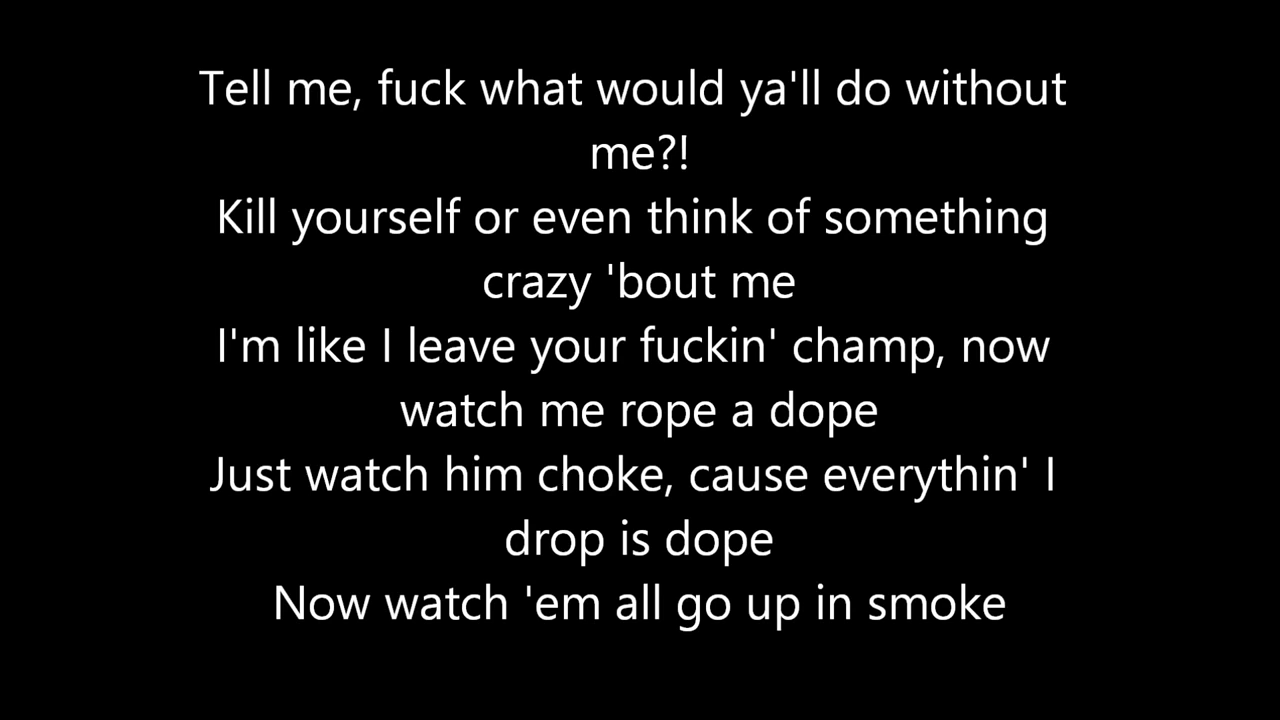 Tell me, fuck what would ya'll do without
me?!
Kill yourself or even think of something
crazy 'bout me
I'm like I leave your fuckin' champ, now
watch me rope a dope
Just watch him choke, cause everythin' I
drop is dope
Now watch 'em all go up in smoke